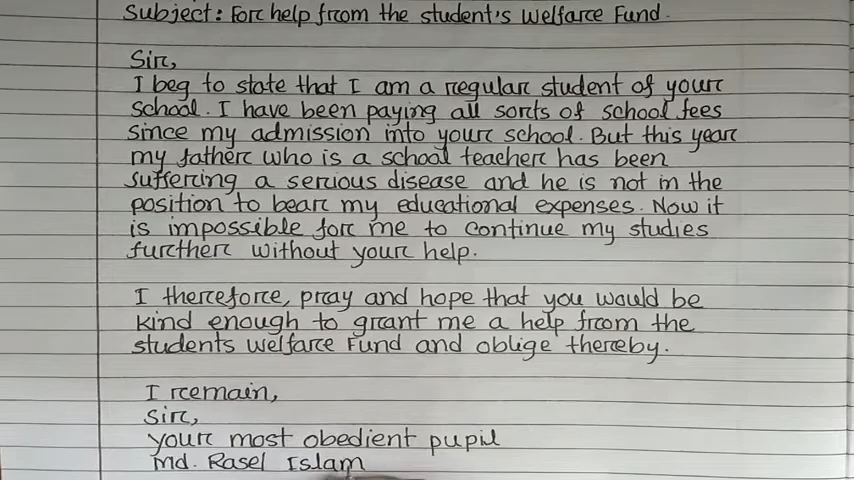 Subject: For help from the student's welfare Fund.
Sir,
I beg to state that I am a regular student of your
school. I have been paying all sorts of school fees
since my admission into your school. But this year
my father who is a school teacher has been
suffering a serious disease and he is not in the
position to bear my educational expenses. Now it
is impossible for me to continue my studies
further without your help.
I therefore, pray and hope that you would be
kind enough to grant me a help from the
students welfare Fund and oblige thereby.
I remain,
Sir,
your most obedient pupil
Md. Rasel Islam